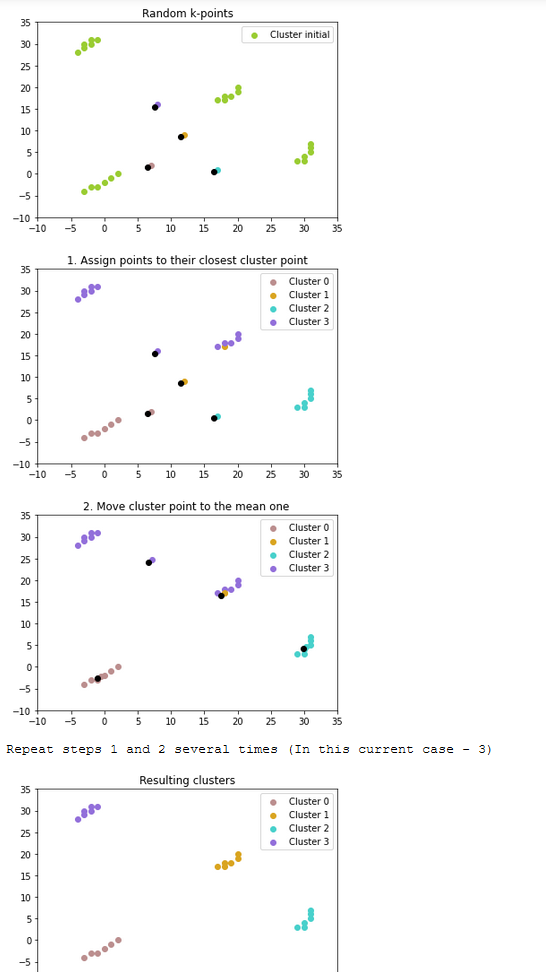 Random k-points
35
30
25
20
15
10
5
0
−5
−10
−10 −5 0 5 10 15 20 25 30 35
Cluster initial
1. Assign points to their closest cluster point
35
30
25
20
15
10
5
0
−5
−10
−10 −5 0 5 10 15 20 25 30 35
Cluster 0
Cluster 1
Cluster 2
Cluster 3
2. Move cluster point to the mean one
35
30
25
20
15
10
5
0
−5
−10
−10 −5 0 5 10 15 20 25 30 35
Cluster 0
Cluster 1
Cluster 2
Cluster 3
Repeat steps 1 and 2 several times (In this current case - 3)
Resulting clusters
35
30
25
20
15
10
5
0
−5
Cluster 0
Cluster 1
Cluster 2
Cluster 3